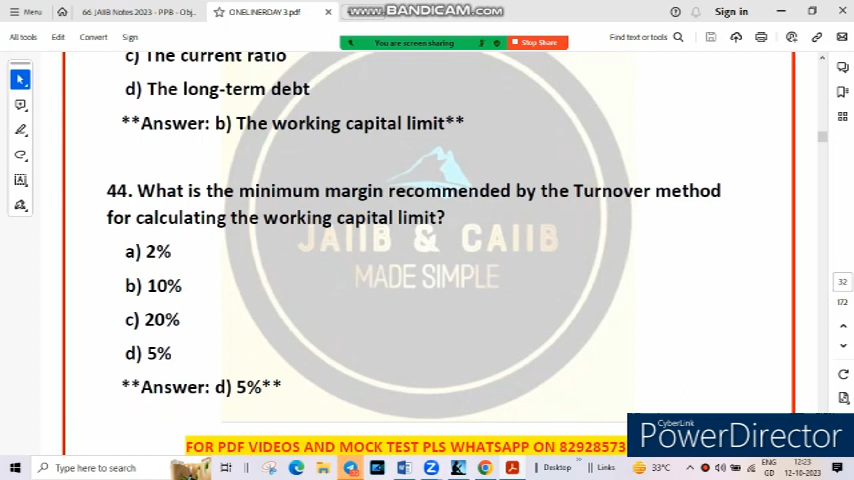 Menu
66. JAIIB Notes 2023 - PPB - Obj...
ONELINERDAY 3.pdf
WWW.BANDICAM.COM
Sign in
All tools
Edit
Convert
Sign
You are screen sharing
Stop Share
Find text or tools
c) The current ratio
d) The long-term debt
**Answer: b) The working capital limit**
44. What is the minimum margin recommended by the Turnover method
for calculating the working capital limit?
JAIIB & CAIIB
MADE SIMPLE
a) 2%
b) 10%
c) 20%
d) 5%
**Answer: d) 5%**
32
172
FOR PDF VIDEOS AND MOCK TEST PLS WHATSAPP ON 82928573
CyberLink
PowerDirector
Type here to search
Desktop
Links
33°C
ENG
GD
12:23
12-10-2023